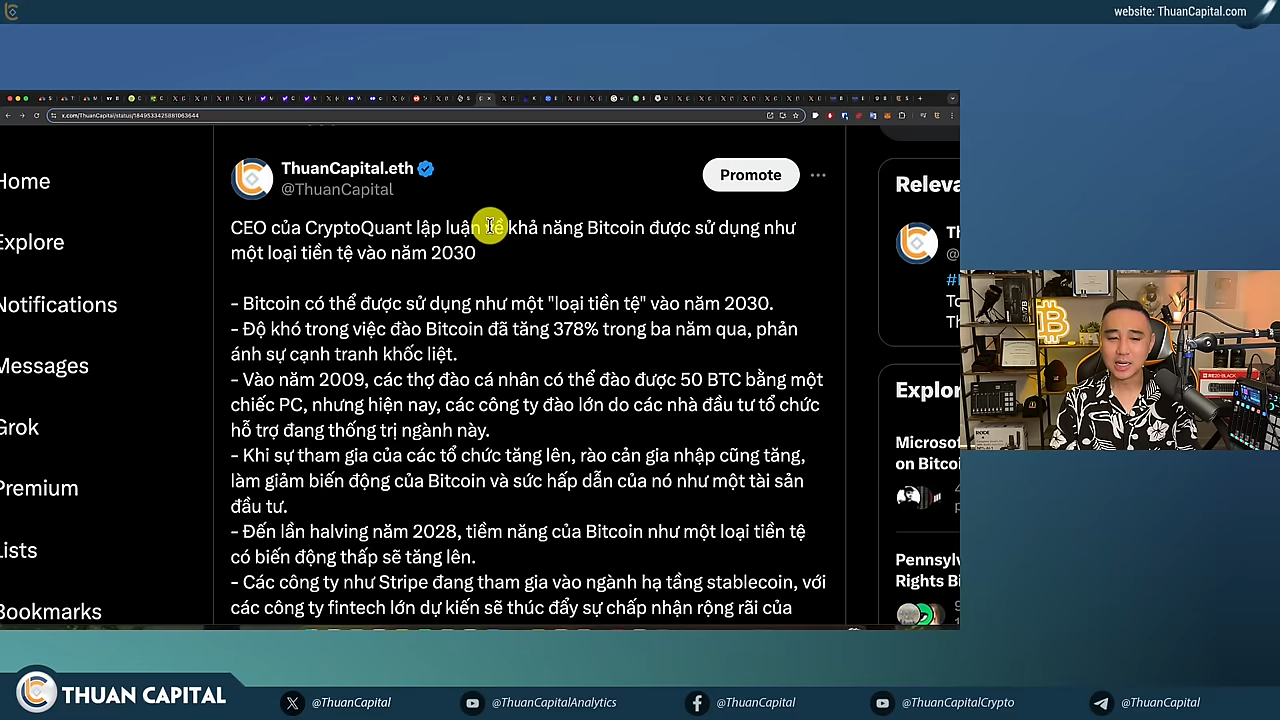 website: ThuanCapital.com
x.com/ThuanCapital/status/1849533425881063644
Home
Explore
Notifications
Messages
Grok
Premium
Lists
Bookmarks
ThuanCapital.eth
@ThuanCapital
Promote
CEO của CryptoQuant lập luận về khả năng Bitcoin được sử dụng như
một loại tiền tệ vào năm 2030
- Bitcoin có thể được sử dụng như một "loại tiền tệ" vào năm 2030.
- Độ khó trong việc đào Bitcoin đã tăng 378% trong ba năm qua, phản
ánh sự cạnh tranh khốc liệt.
- Vào năm 2009, các thợ đào cá nhân có thể đào được 50 BTC bằng một
chiếc PC, nhưng hiện nay, các công ty đào lớn do các nhà đầu tư tổ chức
hỗ trợ đang thống trị ngành này.
- Khi sự tham gia của các tổ chức tăng lên, rào cản gia nhập cũng tăng,
làm giảm biến động của Bitcoin và sức hấp dẫn của nó như một tài sản
đầu tư.
- Đến lần halving năm 2028, tiềm năng của Bitcoin như một loại tiền tệ
có biến động thấp sẽ tăng lên.
- Các công ty như Stripe đang tham gia vào ngành hạ tầng stablecoin, với
các công ty fintech lớn dự kiến sẽ thúc đẩy sự chấp nhận rộng rãi của
Releva
Th
@
#
To
Th
Explor
Microsof
on Bitcoi
Pennsylv
Rights Bi
RODE
THUAN CAPITAL
@ThuanCapital
@ThuanCapitalAnalytics
@ThuanCapital
@ThuanCapitalCrypto
@ThuanCapital